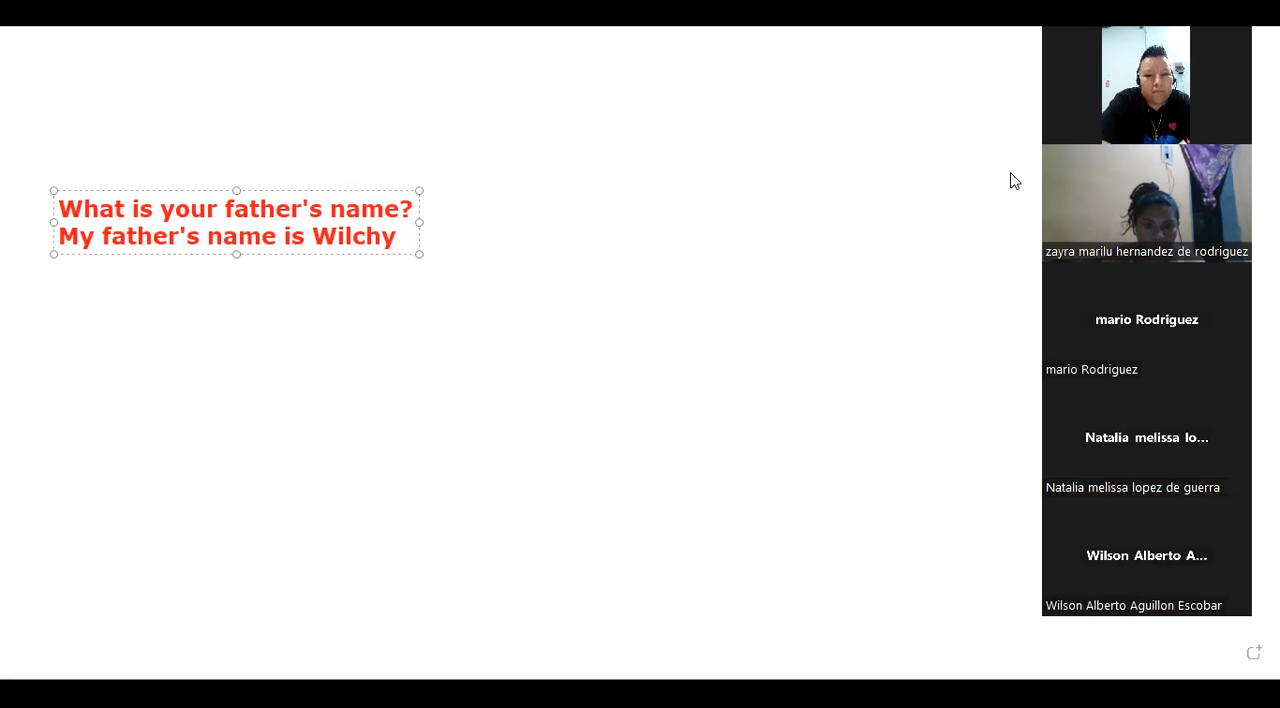 What is your father's name?
My father's name is Wilchy
zayra marilu hernandez de rodriguez
mario Rodriguez
mario Rodriguez
Natalia melissa lo...
Natalia melissa lopez de guerra
Wilson Alberto A...
Wilson Alberto Aguillon Escobar